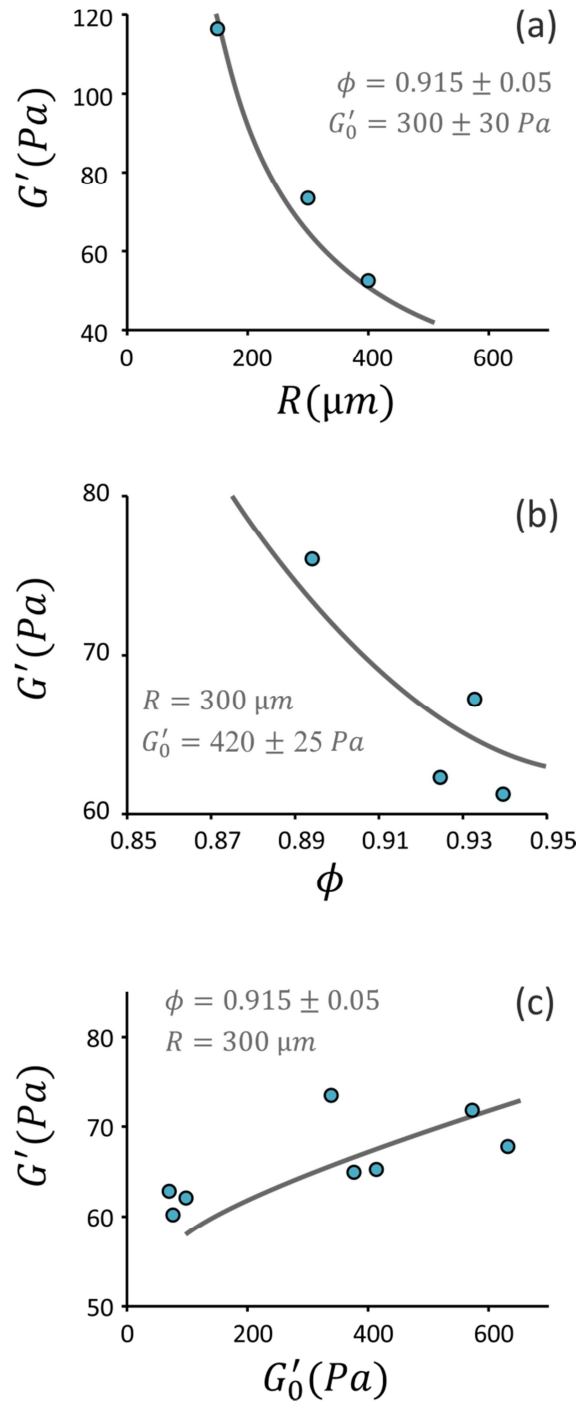 (a)
120
100
80
60
40
G′(Pa)
ϕ = 0.915 ± 0.05
G′₀ = 300 ± 30 Pa
0 200 400 600
R(μm)
(b)
80
70
60
G′(Pa)
R = 300 μm
G′₀ = 420 ± 25 Pa
0.85 0.87 0.89 0.91 0.93 0.95
ϕ
(c)
ϕ = 0.915 ± 0.05
R = 300 μm
80
70
60
50
G′(Pa)
0 200 400 600
G′₀(Pa)